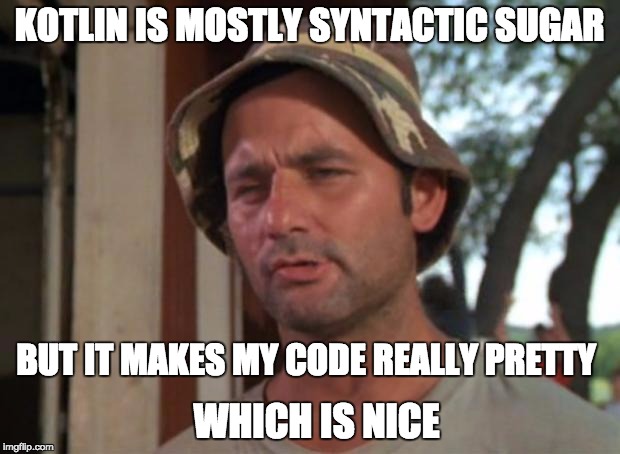 KOTLIN IS MOSTLY SYNTACTIC SUGAR
BUT IT MAKES MY CODE REALLY PRETTY
WHICH IS NICE
imgflip.com